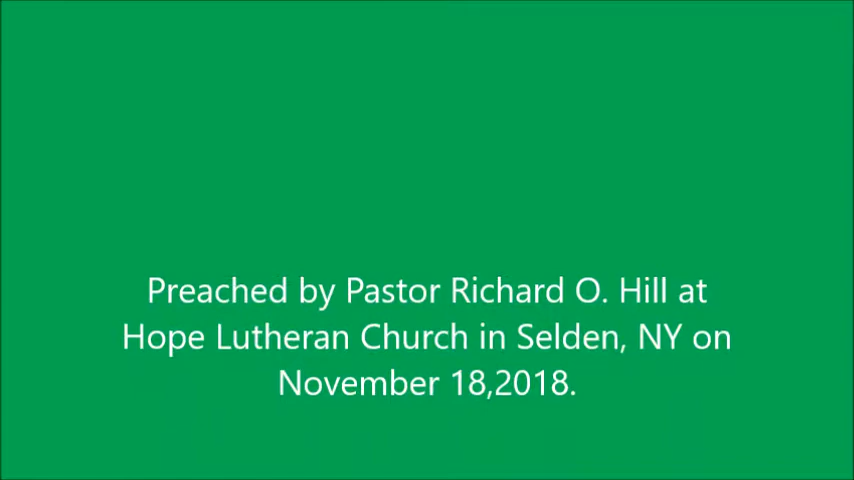 Preached by Pastor Richard O. Hill at
Hope Lutheran Church in Selden, NY on
November 18,2018.